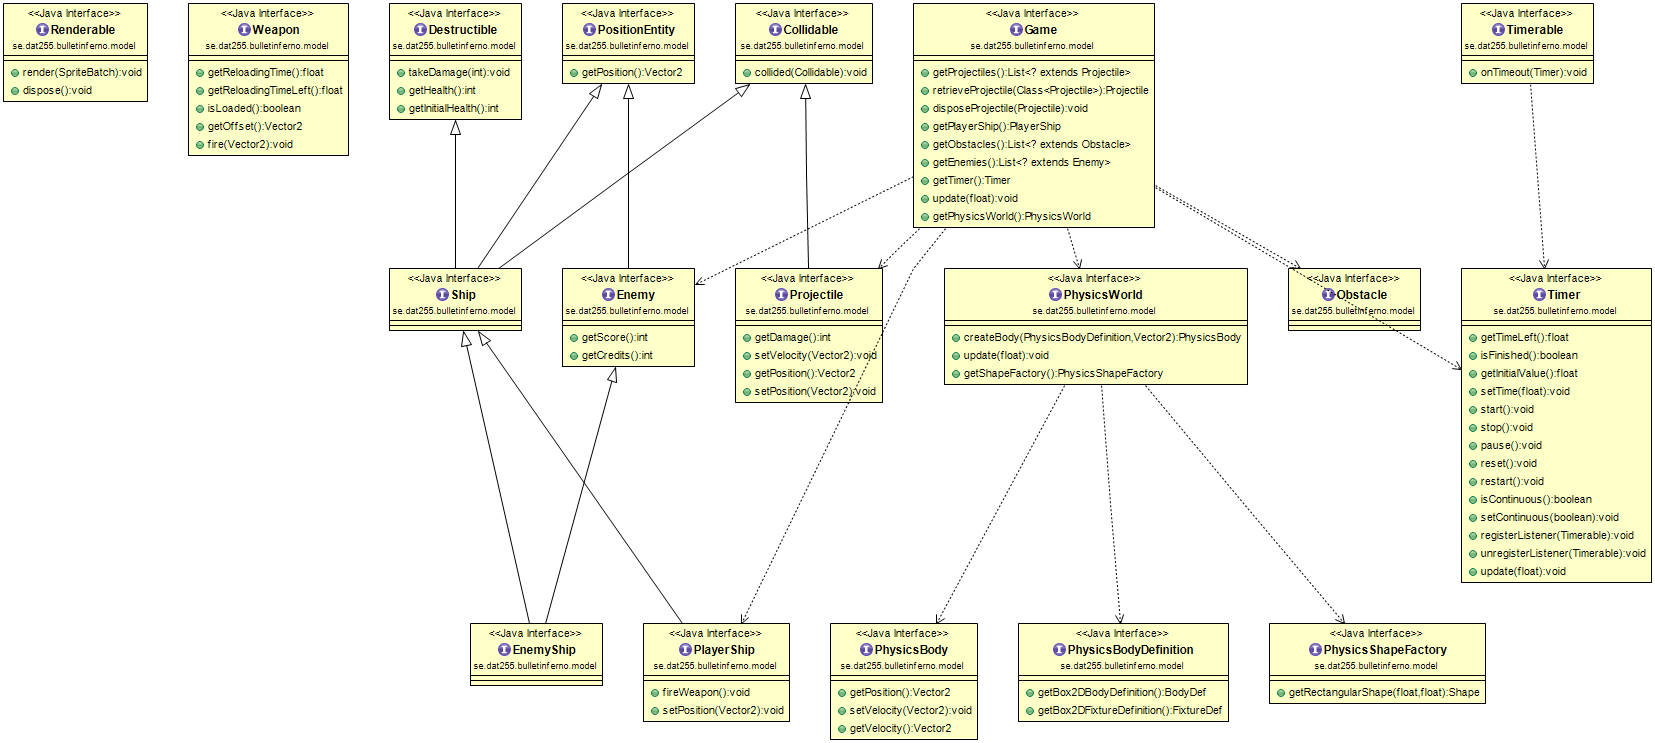 <<Java Interface>>
Renderable
se.dat255.bulletinferno.model
render(SpriteBatch):void
dispose():void
<<Java Interface>>
Weapon
se.dat255.bulletinferno.model
getReloadingTime():float
getReloadingTimeLeft():float
isLoaded():boolean
getOffset():Vector2
fire(Vector2):void
<<Java Interface>>
Destructible
se.dat255.bulletinferno.model
takeDamage(int):void
getHealth():int
getInitialHealth():int
<<Java Interface>>
PositionEntity
se.dat255.bulletinferno.model
getPosition():Vector2
<<Java Interface>>
Collidable
se.dat255.bulletinferno.model
collided(Collidable):void
<<Java Interface>>
Game
se.dat255.bulletinferno.model
getProjectiles():List<? extends Projectile>
retrieveProjectile(Class<Projectile>):Projectile
disposeProjectile(Projectile):void
getPlayerShip():PlayerShip
getObstacles():List<? extends Obstacle>
getEnemies():List<? extends Enemy>
getTimer():Timer
update(float):void
getPhysicsWorld():PhysicsWorld
<<Java Interface>>
Timerable
se.dat255.bulletinferno.model
onTimeout(Timer):void
<<Java Interface>>
Ship
se.dat255.bulletinferno.model
<<Java Interface>>
Enemy
se.dat255.bulletinferno.model
getScore():int
getCredits():int
<<Java Interface>>
Projectile
se.dat255.bulletinferno.model
getDamage():int
setVelocity(Vector2):void
getPosition():Vector2
setPosition(Vector2):void
<<Java Interface>>
PhysicsWorld
se.dat255.bulletinferno.model
createBody(PhysicsBodyDefinition,Vector2):PhysicsBody
update(float):void
getShapeFactory():PhysicsShapeFactory
<<Java Interface>>
Obstacle
se.dat255.bulletinferno.model
<<Java Interface>>
Timer
se.dat255.bulletinferno.model
getTimeLeft():float
isFinished():boolean
getInitialValue():float
setTime(float):void
start():void
stop():void
pause():void
reset():void
restart():void
isContinuous():boolean
setContinuous(boolean):void
registerListener(Timerable):void
unregisterListener(Timerable):void
update(float):void
<<Java Interface>>
EnemyShip
se.dat255.bulletinferno.model
<<Java Interface>>
PlayerShip
se.dat255.bulletinferno.model
fireWeapon():void
setPosition(Vector2):void
<<Java Interface>>
PhysicsBody
se.dat255.bulletinferno.model
getPosition():Vector2
setVelocity(Vector2):void
getVelocity():Vector2
<<Java Interface>>
PhysicsBodyDefinition
se.dat255.bulletinferno.model
getBox2DBodyDefinition():BodyDef
getBox2DFixtureDefinition():FixtureDef
<<Java Interface>>
PhysicsShapeFactory
se.dat255.bulletinferno.model
getRectangularShape(float,float):Shape